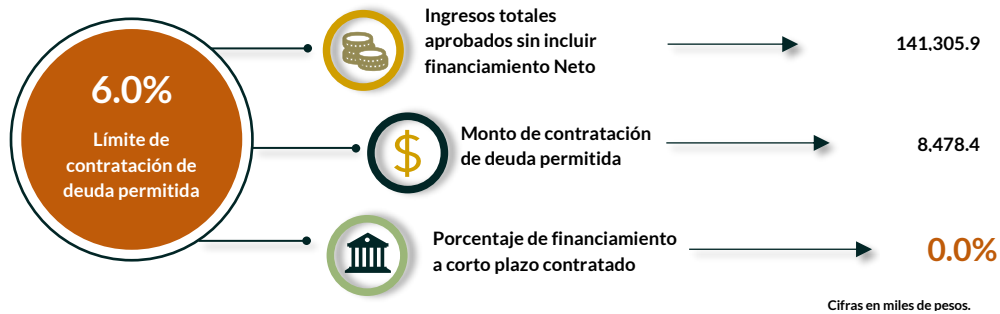 6.0%
Límite de
contratación de
deuda permitida
Ingresos totales
aprobados sin incluir
financiamiento Neto
141,305.9
$
Monto de contratación
de deuda permitida
8,478.4
Porcentaje de financiamiento
a corto plazo contratado
0.0%
Cifras en miles de pesos.